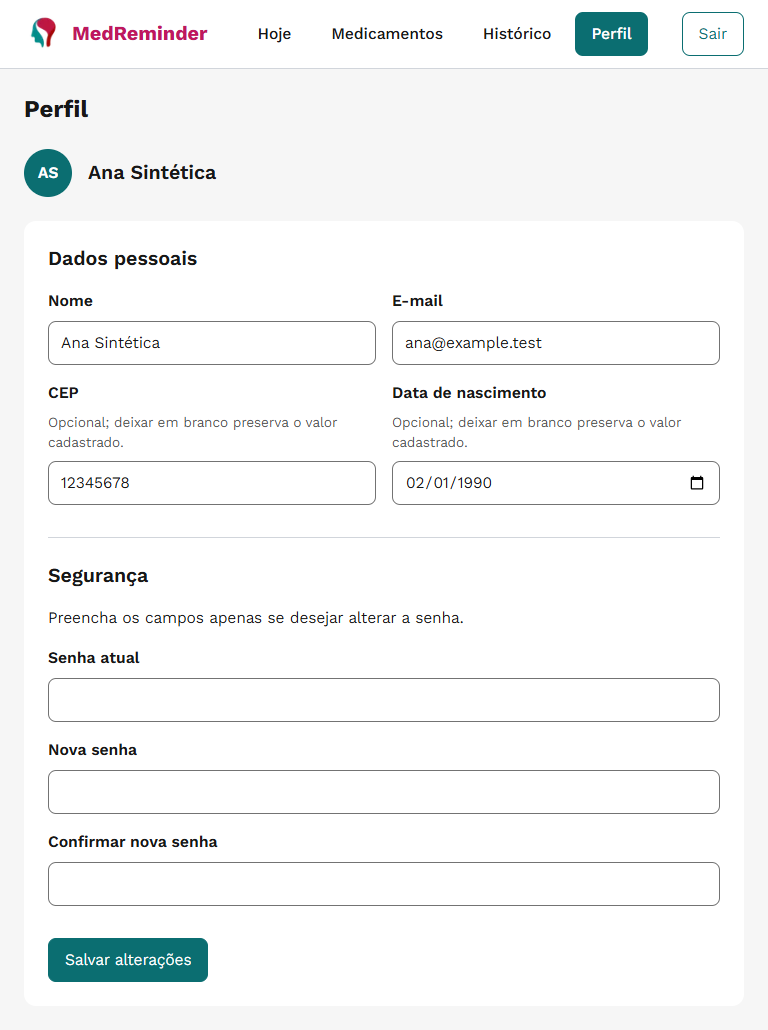 MedReminder Hoje Medicamentos Histórico Perfil Sair
Perfil
AS Ana Sintética
Dados pessoais
Nome E-mail
Ana Sintética ana@example.test
CEP Data de nascimento
Opcional; deixar em branco preserva o valor cadastrado. Opcional; deixar em branco preserva o valor cadastrado.
12345678 02/01/1990
Segurança
Preencha os campos apenas se desejar alterar a senha.
Senha atual
Nova senha
Confirmar nova senha
Salvar alterações